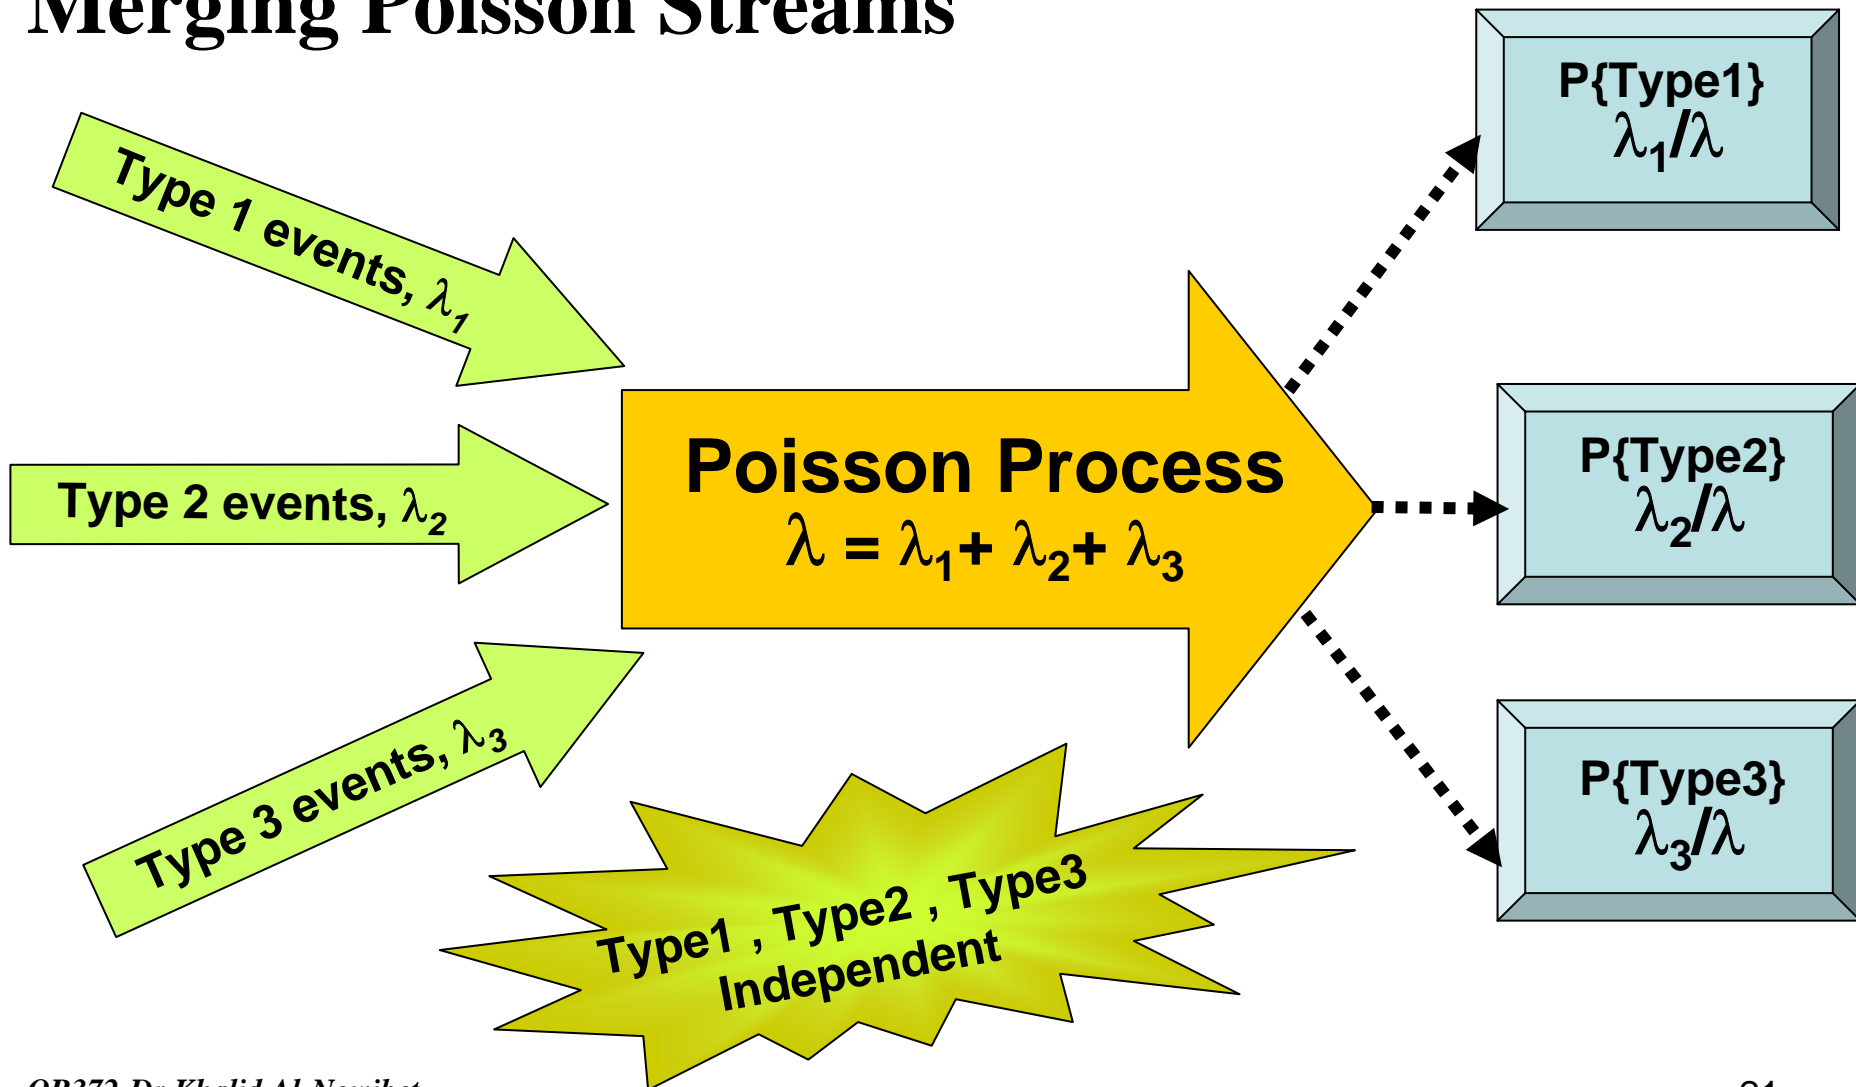 Merging Poisson Streams
Type 1 events, λ1
Type 2 events, λ2
Type 3 events, λ3
Poisson Process
λ = λ1+ λ2+ λ3
P{Type1}
λ1/λ
P{Type2}
λ2/λ
P{Type3}
λ3/λ
Type1 , Type2 , Type3
Independent